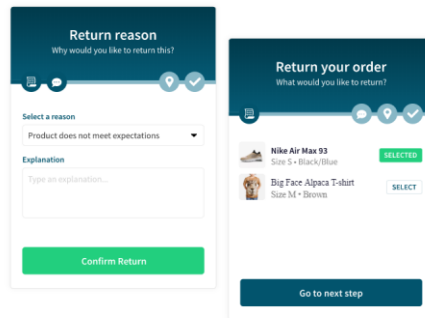 Return reason
Why would you like to return this?
Select a reason
Product does not meet expectations
Explanation
Type an explanation...
Confirm Return
Return your order
What would you like to return?
Nike Air Max 93
Size S • Black/Blue
SELECTED
Big Face Alpaca T-shirt
Size M • Brown
SELECT
Go to next step